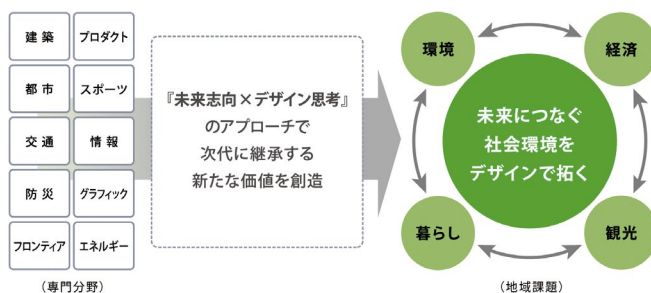 建築
プロダクト
都市
スポーツ
交通
情報
防災
グラフィック
フロンティア
エネルギー
(専門分野)
『未来志向×デザイン思考』
のアプローチで
次代に継承する
新たな価値を創造
環境
経済
未来につなぐ
社会環境を
デザインで拓く
暮らし
観光
(地域課題)